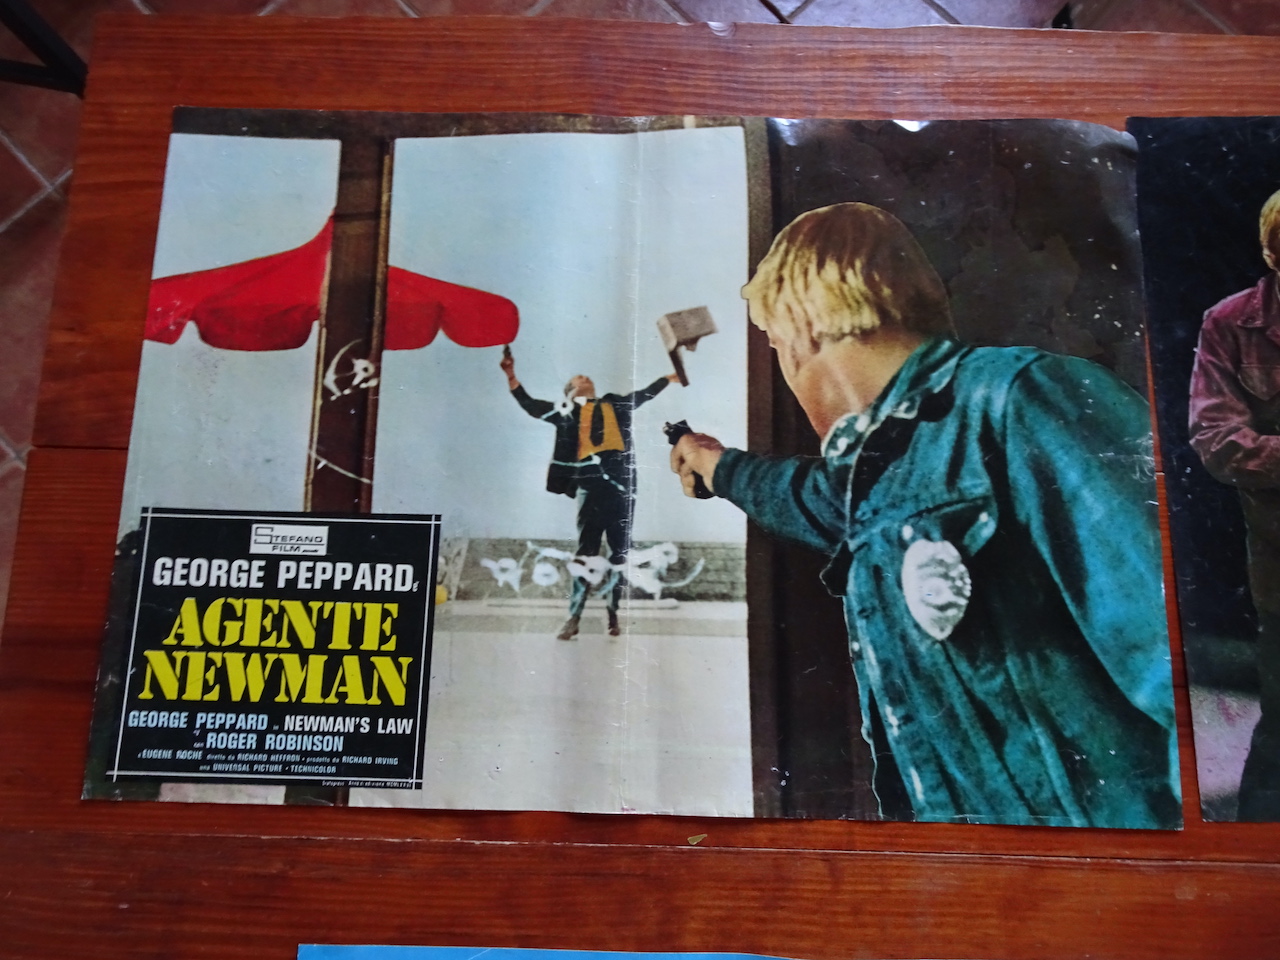 STEFANO
FILM
GEORGE PEPPARD
AGENTE
NEWMAN
GEORGE PEPPARD in NEWMAN'S LAW
con ROGER ROBINSON
e EUGENE ROCHE diretto da RICHARD HEFFRON • prodotto da RICHARD IRVING
una UNIVERSAL PICTURE • TECHNICOLOR